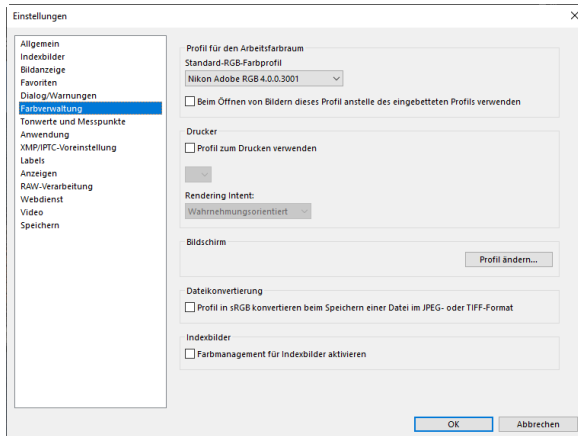 Einstellungen
Allgemein
Indexbilder
Bildanzeige
Favoriten
Dialog/Warnungen
Farbverwaltung
Tonwerte und Messpunkte
Anwendung
XMP/IPTC-Voreinstellung
Labels
Anzeigen
RAW-Verarbeitung
Webdienst
Video
Speichern
Profil für den Arbeitsfarbraum
Standard-RGB-Farbprofil
Nikon Adobe RGB 4.0.0.3001
Beim Öffnen von Bildern dieses Profil anstelle des eingebetteten Profils verwenden
Drucker
Profil zum Drucken verwenden
Rendering Intent:
Wahrnehmungsorientiert
Bildschirm
Profil ändern...
Dateikonvertierung
Profil in sRGB konvertieren beim Speichern einer Datei im JPEG- oder TIFF-Format
Indexbilder
Farbmanagement für Indexbilder aktivieren
OK
Abbrechen